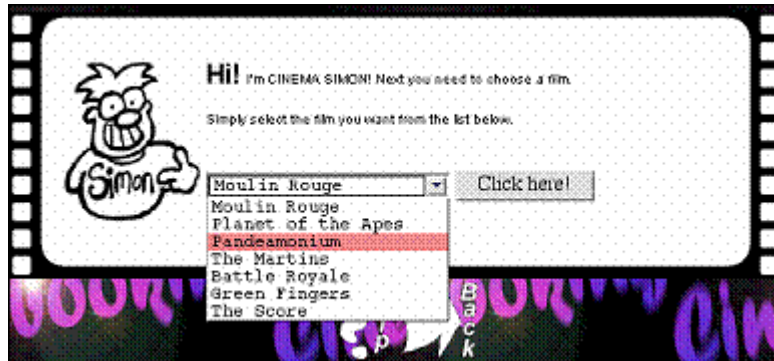 Hi! I'm CINEMA SIMON! Next you need to choose a film.
Simply select the film you want from the list below.
Simon
Moulin Rouge
Click here!
Moulin Rouge
Planet of the Apes
Pandeamonium
The Martins
Battle Royale
Green Fingers
The Score
Back